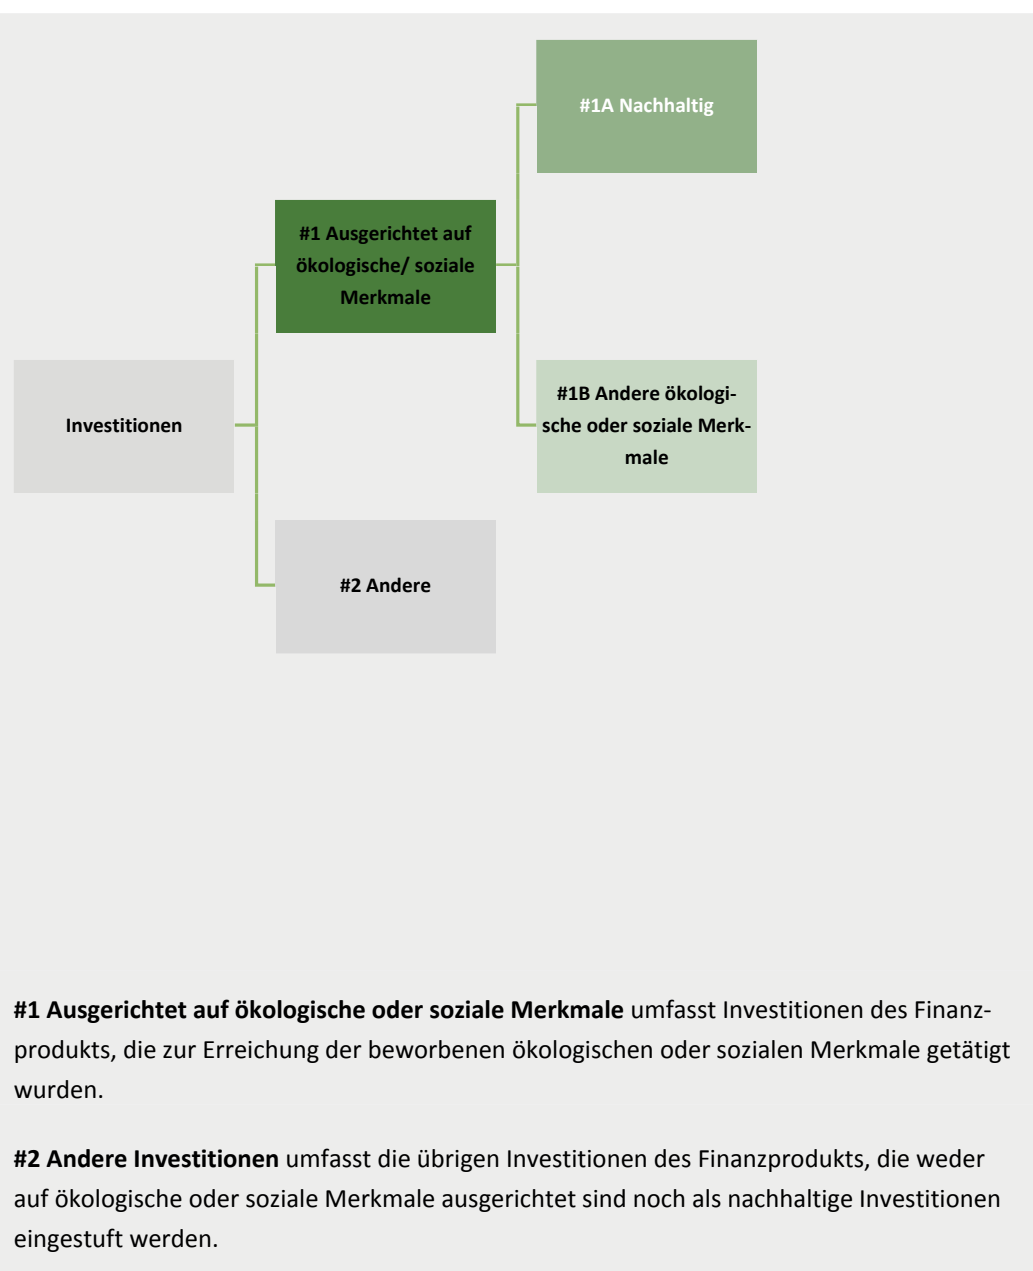 #1A Nachhaltig
#1 Ausgerichtet auf
ökologische/ soziale
Merkmale
#1B Andere ökologi-
sche oder soziale Merk-
male
Investitionen
#2 Andere
#1 Ausgerichtet auf ökologische oder soziale Merkmale umfasst Investitionen des Finanz-
produkts, die zur Erreichung der beworbenen ökologischen oder sozialen Merkmale getätigt
wurden.
#2 Andere Investitionen umfasst die übrigen Investitionen des Finanzprodukts, die weder
auf ökologische oder soziale Merkmale ausgerichtet sind noch als nachhaltige Investitionen
eingestuft werden.